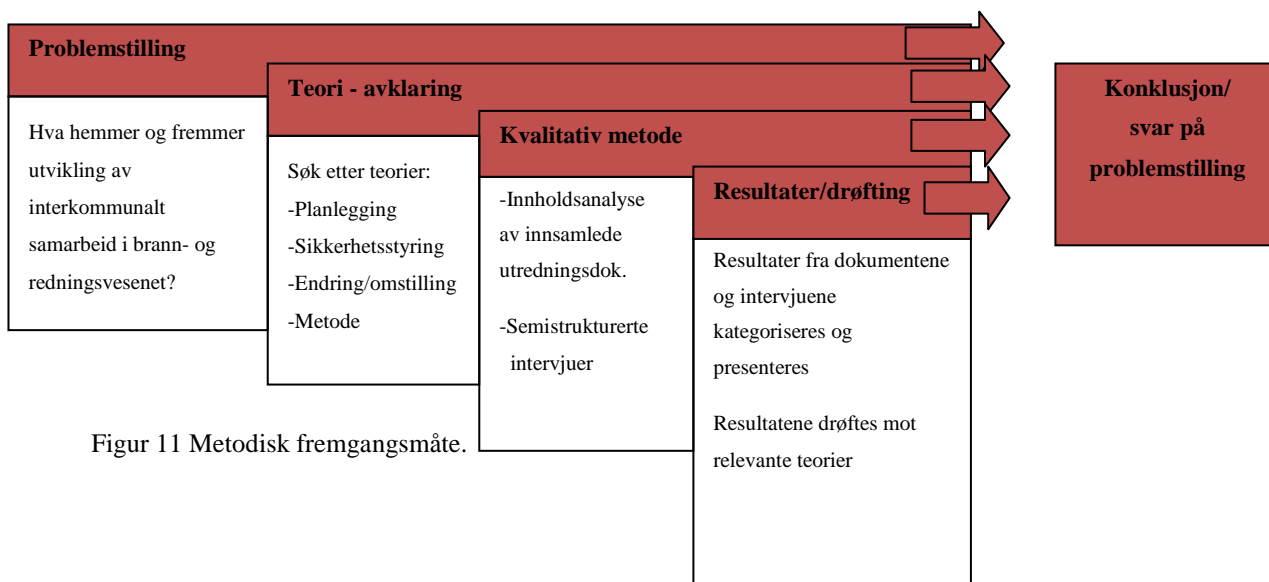 Problemstilling
Hva hemmer og fremmer
utvikling av
interkommunalt
samarbeid i brann- og
redningsvesenet?
Teori - avklaring
Søk etter teorier:
-Planlegging
-Sikkerhetsstyring
-Endring/omstilling
-Metode
Kvalitativ metode
-Innholdsanalyse
av innsamlede
utredningsdok.
-Semistrukturerte
intervjuer
Resultater/drøfting
Resultater fra dokumentene
og intervjuene
kategoriseres og
presenteres
Resultatene drøftes mot
relevante teorier
Konklusjon/
svar på
problemstilling
Figur 11 Metodisk fremgangsmåte.